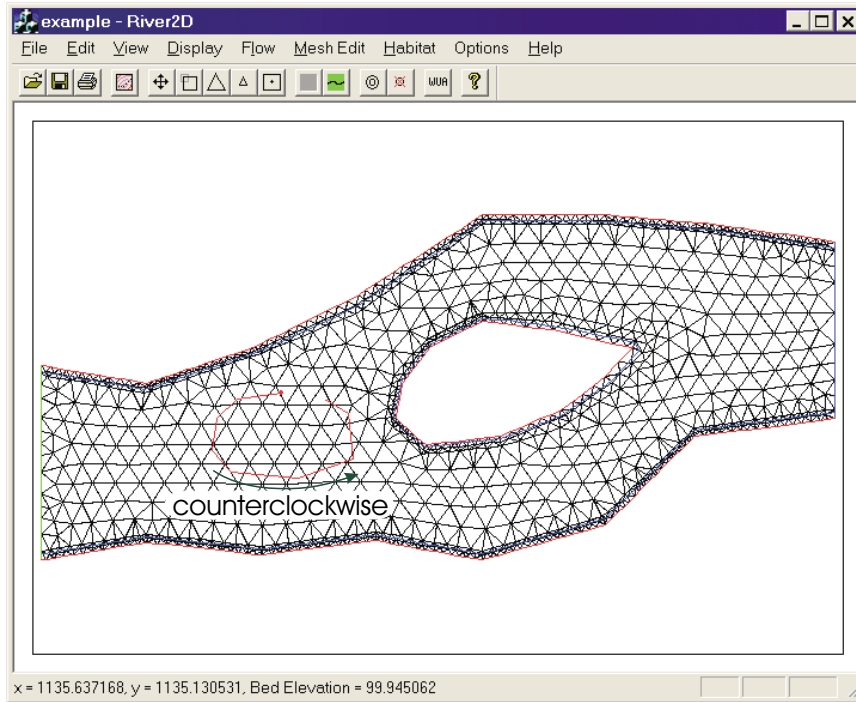 example - River2D
File Edit View Display Flow Mesh Edit Habitat Options Help
WUA
counterclockwise
x = 1135.637168, y = 1135.130531, Bed Elevation = 99.945062